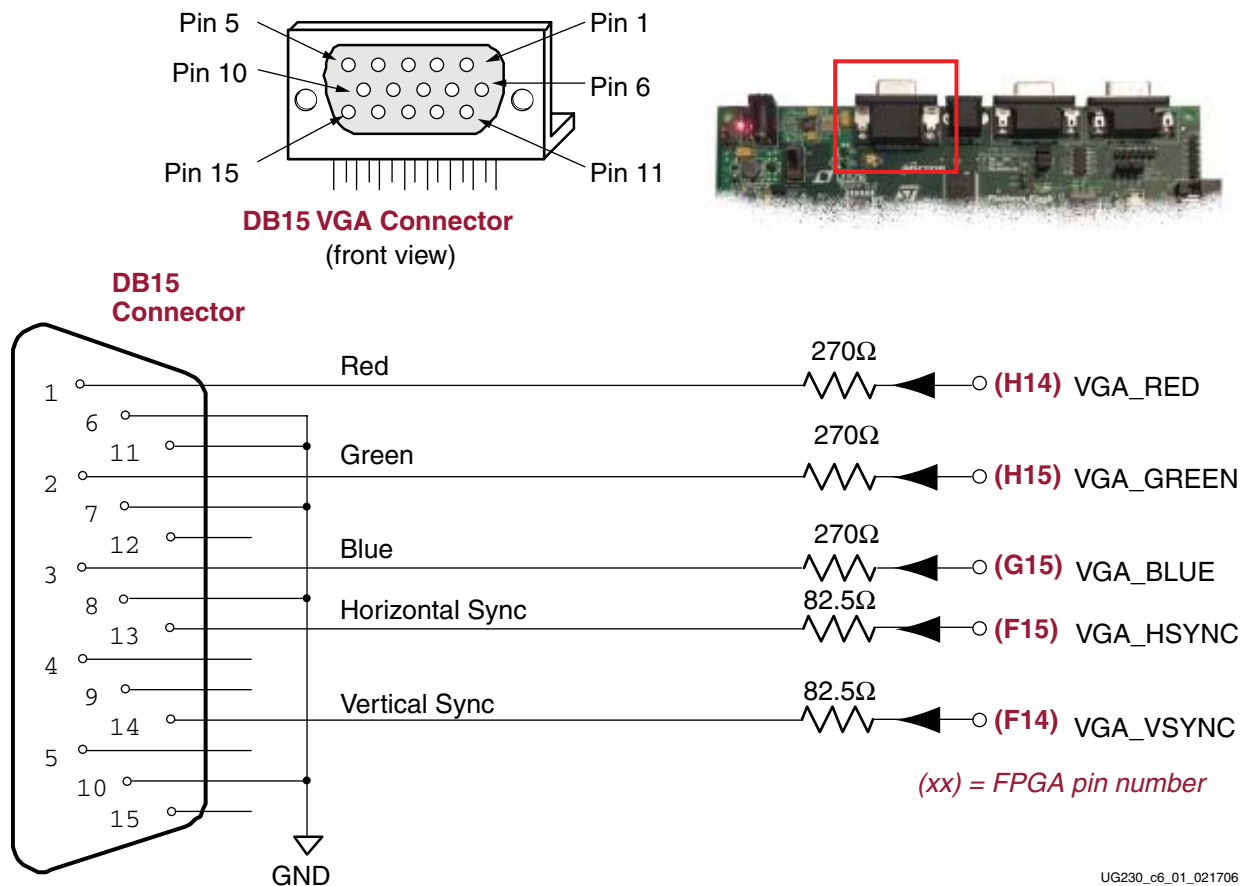 Pin 5
Pin 1
Pin 10
Pin 6
Pin 15
Pin 11
DB15 VGA Connector
(front view)
DB15
Connector
1
Red
270Ω
(H14) VGA_RED
6
11
2
Green
270Ω
(H15) VGA_GREEN
7
12
3
Blue
270Ω
(G15) VGA_BLUE
8
13
Horizontal Sync
82.5Ω
(F15) VGA_HSYNC
4
9
14
Vertical Sync
82.5Ω
(F14) VGA_VSYNC
5
10
15
(xx) = FPGA pin number
GND
UG230_c6_01_021706